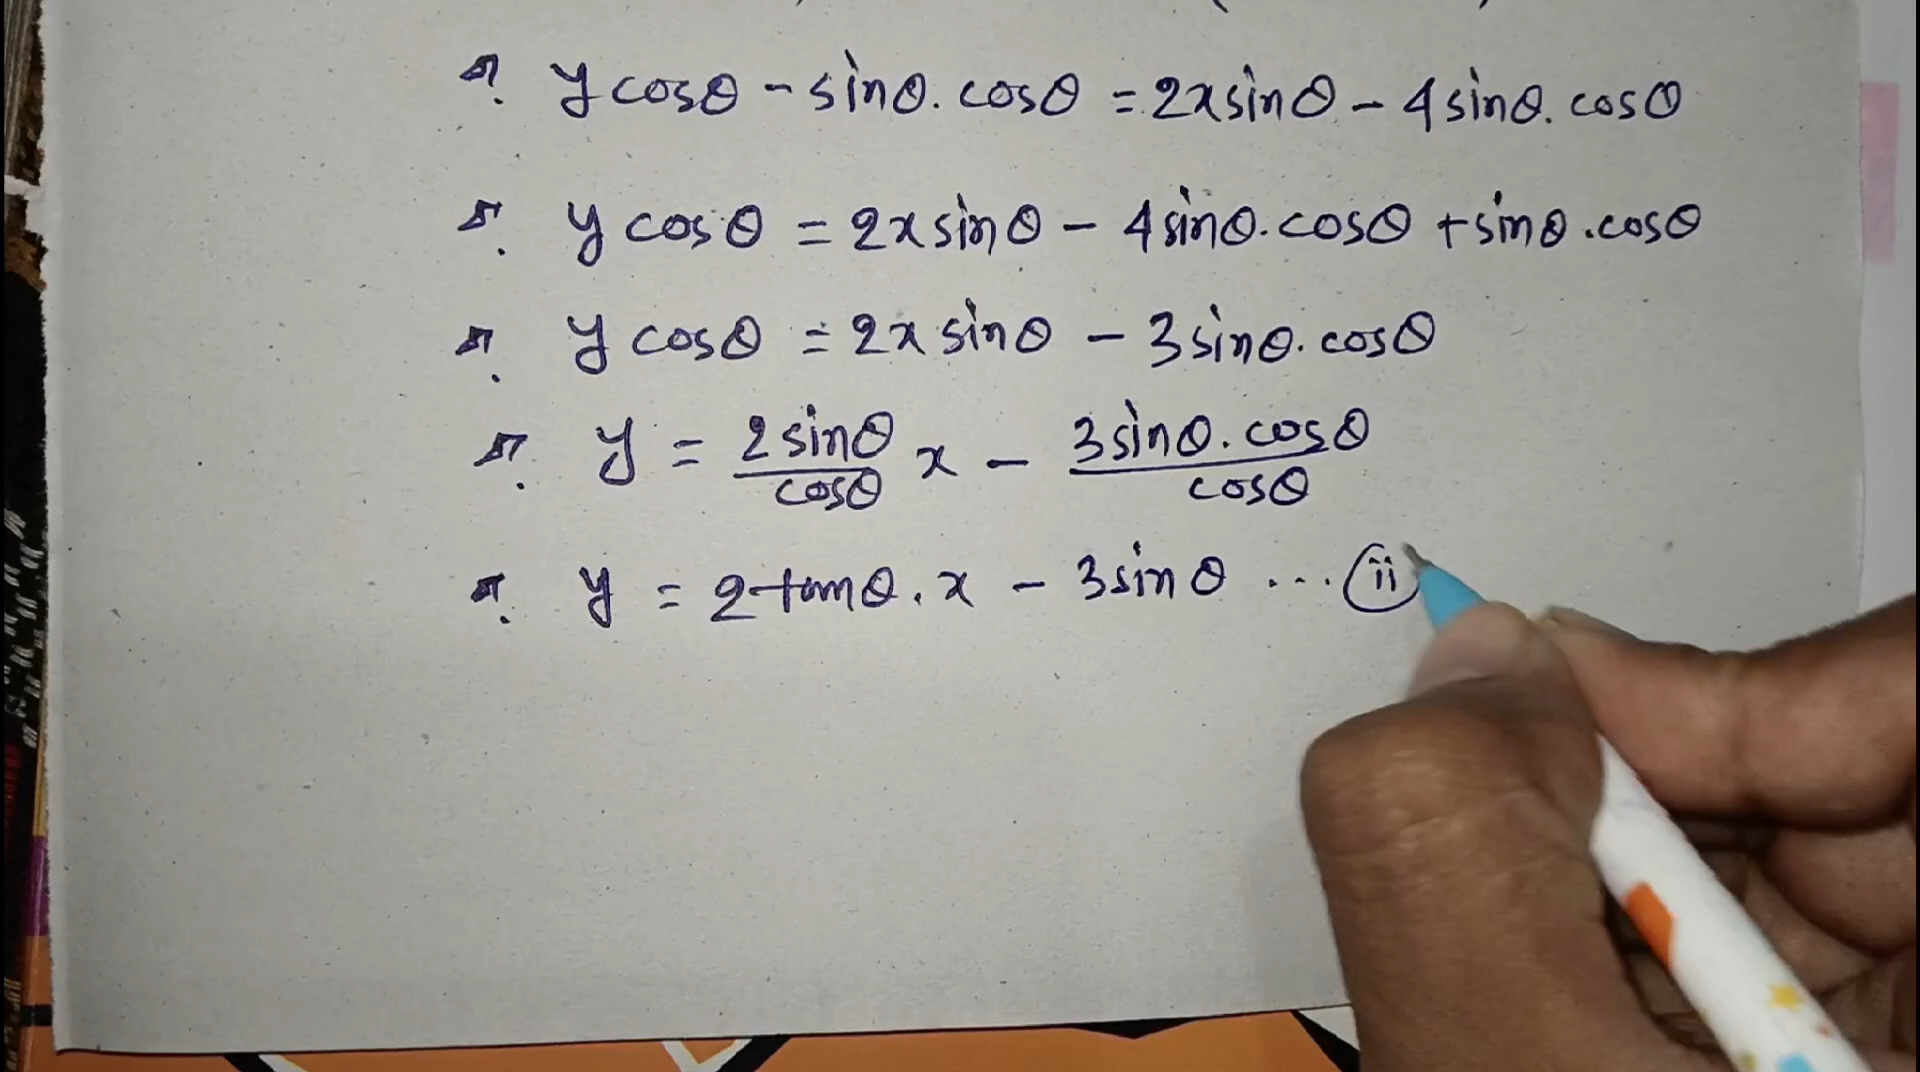 বা, y cosθ - sinθ. cosθ = 2x sinθ - 4 sinθ. cosθ
বা, y cosθ = 2x sinθ - 4 sinθ. cosθ + sinθ. cosθ
বা, y cosθ = 2x sinθ - 3 sinθ. cosθ
বা, y = 2 sinθ/cosθ x - 3 sinθ. cosθ/cosθ
বা, y = 2 tanθ. x - 3 sinθ ... (ii)